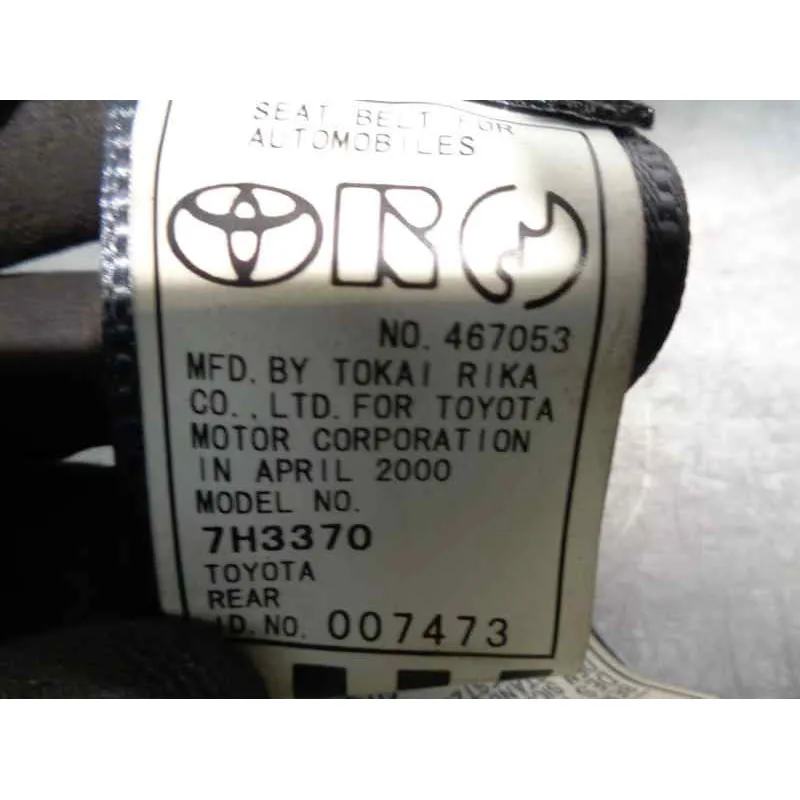 SEAT BELT FOR
AUTOMOBILES
R
NO. 467053
MFD. BY TOKAI RIKA
CO., LTD. FOR TOYOTA
MOTOR CORPORATION
IN APRIL 2000
MODEL NO.
7H3370
TOYOTA
REAR
I.D. NO. 007473